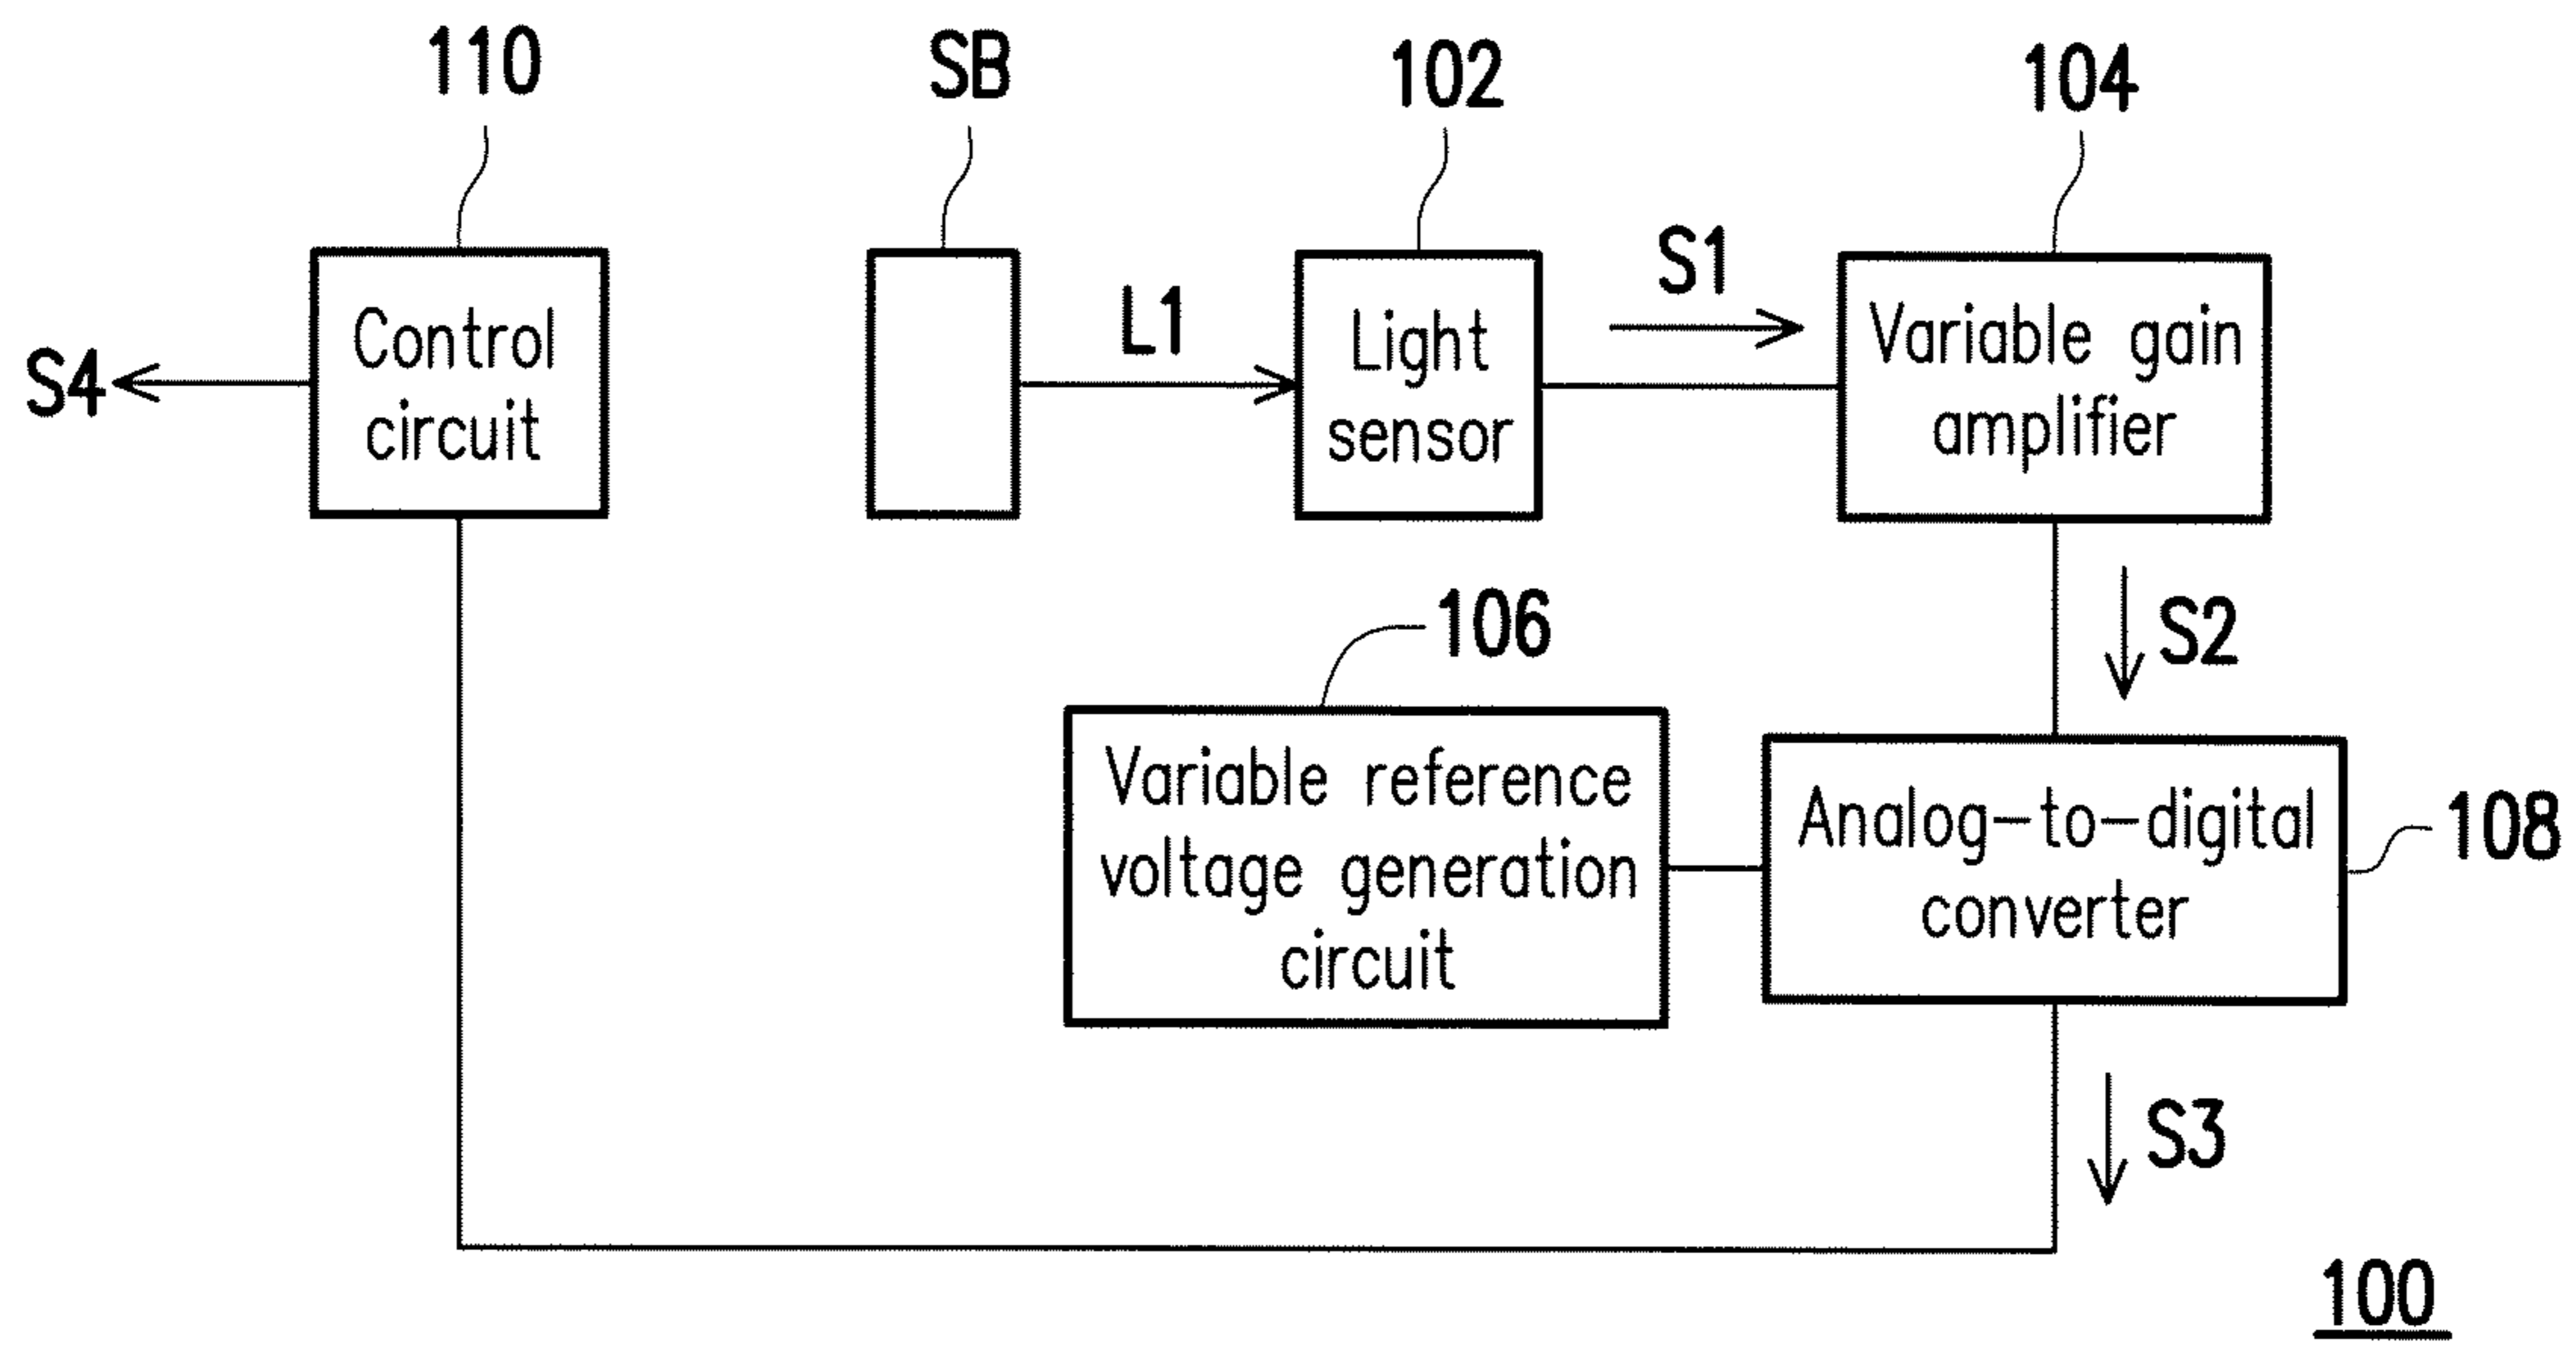 110
SB
102
104
S4
Control
circuit
L1
Light
sensor
S1
Variable gain
amplifier
S2
106
Variable reference
voltage generation
circuit
Analog-to-digital
converter
108
S3
100